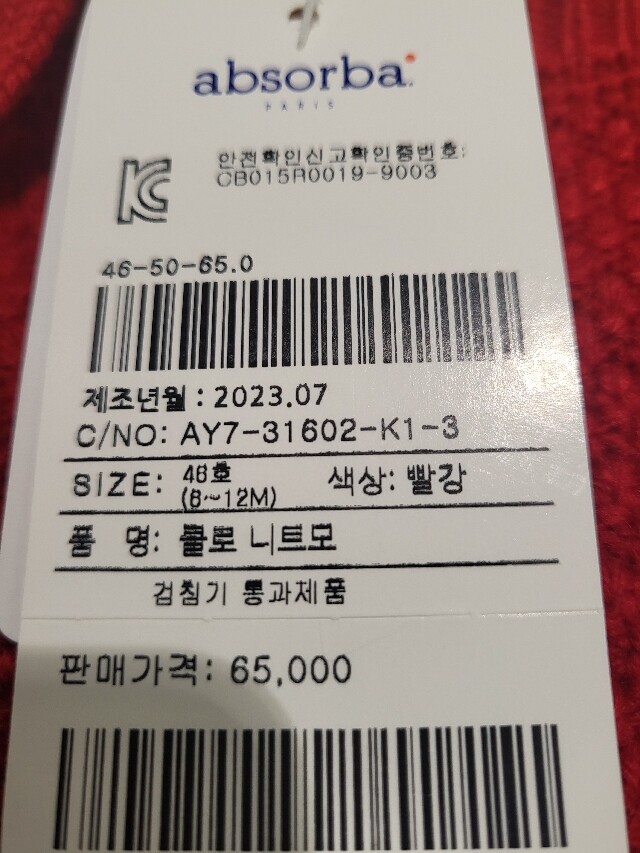 absorba
PARIS
안전확인신고확인증번호:
CB015R0019-9003
46-50-65.0
제조년월 : 2023.07
C/NO: AY7-31602-K1-3
SIZE: 46호 색상: 빨강
(6~12M)
품 명: 클로 니트모
검침기 통과제품
판매가격: 65,000